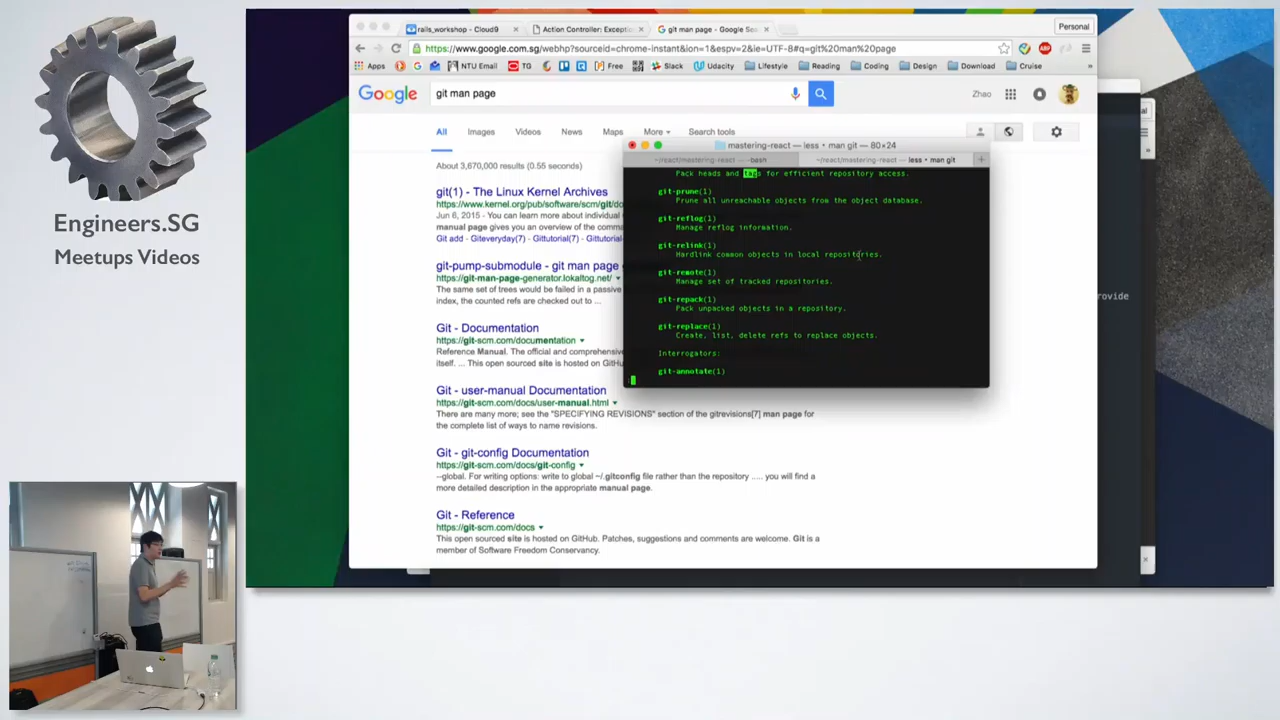 Engineers.SG
Meetups Videos
rails_workshop - Cloud9
Action Controller: Excepti
git man page - Google Se
Personal
https://www.google.com.sg/webhp?sourceid=chrome-instant&ion=1&espv=2&ie=UTF-8#q=git%20man%20page
Apps
NTU Email
TG
Free
Slack
Udacity
Lifestyle
Reading
Coding
Design
Download
Cruise
»
Google
git man page
Zhao
All
Images
Videos
News
Maps
More
Search tools
About 3,670,000 results (0.55 seconds)
git(1) - The Linux Kernel Archives
https://www.kernel.org/pub/software/scm/git/do
Jun 6, 2015 - You can learn more about individual
manual page gives you an overview of the comma
Git add - Giteveryday(7) - Gittutorial(7) - Gittutorial-
git-pump-submodule - git man page
https://git-man-page-generator.lokaltog.net/
The same set of trees would be failed in a passive
index, the counted refs are checked out to ...
Git - Documentation
https://git-scm.com/documentation
Reference Manual. The official and comprehensive
itself. ... This open sourced site is hosted on GitHu
Git - user-manual Documentation
https://git-scm.com/docs/user-manual.html
There are many more; see the "SPECIFYING REVISIONS" section of the gitrevisions[7] man page for
the complete list of ways to name revisions.
Git - git-config Documentation
https://git-scm.com/docs/git-config
--global. For writing options: write to global ~/.gitconfig file rather than the repository ..... you will find a
more detailed description in the appropriate manual page.
Git - Reference
https://git-scm.com/docs
This open sourced site is hosted on GitHub. Patches, suggestions and comments are welcome. Git is a
member of Software Freedom Conservancy.
mastering-react — less • man git — 80×24
~/react/mastering-react — -bash
~/react/mastering-react — less • man git
Pack heads and tags for efficient repository access.
git-prune(1)
Prune all unreachable objects from the object database.
git-reflog(1)
Manage reflog information.
git-relink(1)
Hardlink common objects in local repositories.
git-remote(1)
Manage set of tracked repositories.
git-repack(1)
Pack unpacked objects in a repository.
git-replace(1)
Create, list, delete refs to replace objects.
Interrogators:
git-annotate(1)
:
rovide